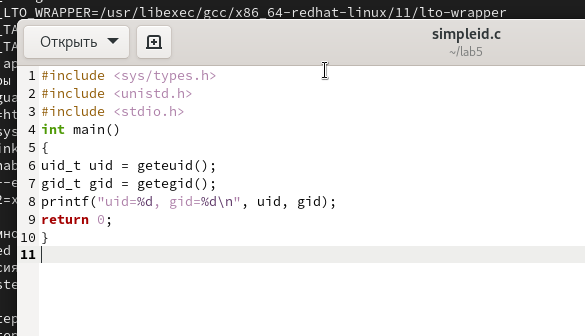 _LTO_WRAPPER=/usr/libexec/gcc/x86_64-redhat-linux/11/lto-wrapper
Открыть
simpleid.c
~/lab5
1 #include <sys/types.h>
2 #include <unistd.h>
3 #include <stdio.h>
4 int main()
5 {
6 uid_t uid = geteuid();
7 gid_t gid = getegid();
8 printf("uid=%d, gid=%d\n", uid, gid);
9 return 0;
10 }
11